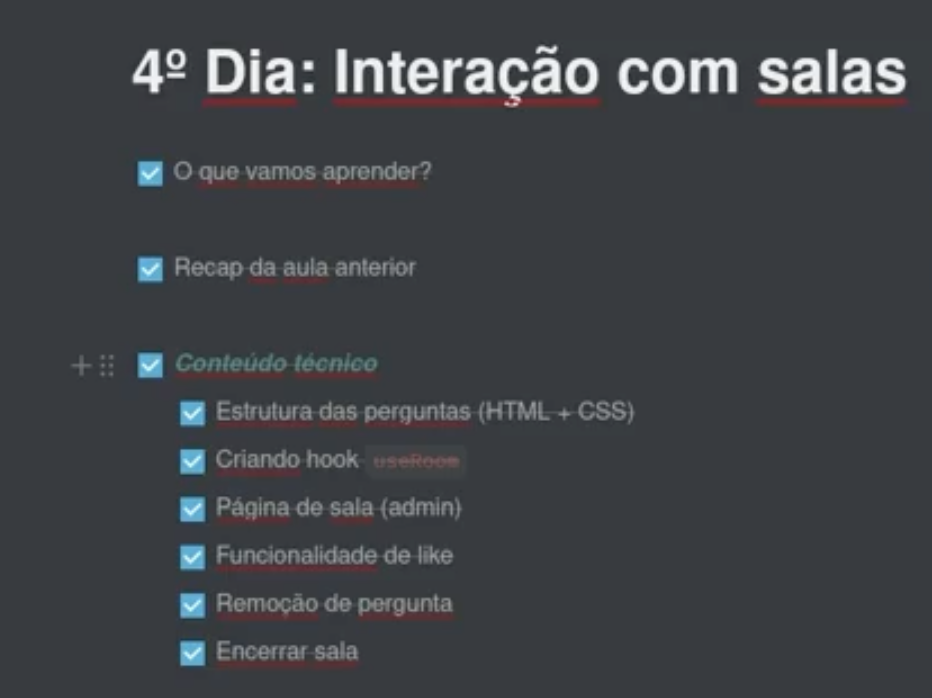 4º Dia: Interação com salas
O que vamos aprender?
Recap da aula anterior
Conteúdo técnico
Estrutura das perguntas (HTML + CSS)
Criando hook useRoom
Página de sala (admin)
Funcionalidade de like
Remoção de pergunta
Encerrar sala